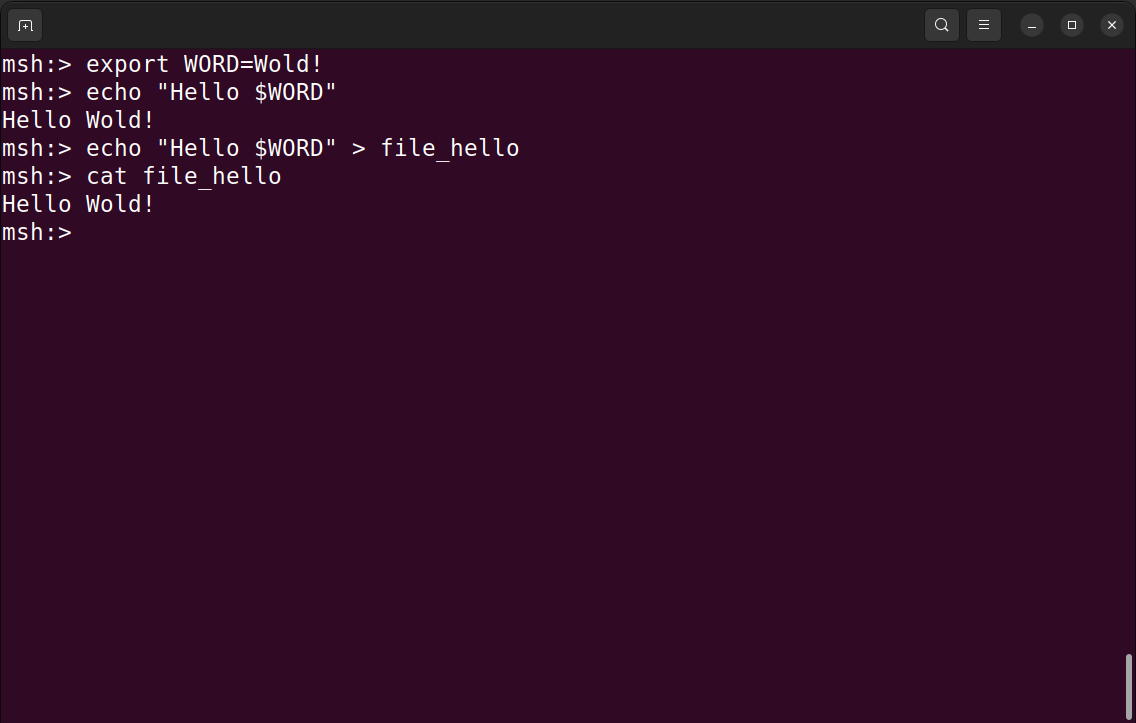 msh:> export WORD=Wold!
msh:> echo "Hello $WORD"
Hello Wold!
msh:> echo "Hello $WORD" > file_hello
msh:> cat file_hello
Hello Wold!
msh:>